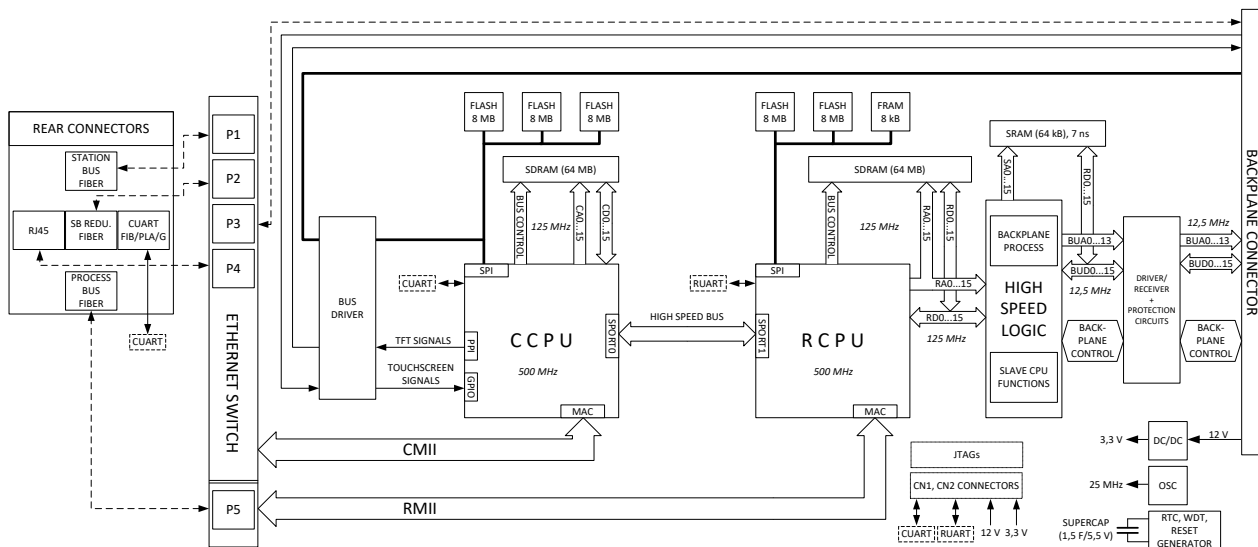 REAR CONNECTORS
STATION
BUS
FIBER
RJ45
SB REDU.
FIBER
CUART
FIB/PLA/G
PROCESS
BUS
FIBER
CUART
P1
P2
P3
P4
ETHERNET SWITCH
P5
BUS
DRIVER
FLASH
8 MB
FLASH
8 MB
FLASH
8 MB
SDRAM (64 MB)
BUS CONTROL
125 MHz
CA0...15
CD0...15
CUART
SPI
CCPU
500 MHz
PPI
GPIO
SPORT0
MAC
TFT SIGNALS
TOUCHSCREEN
SIGNALS
HIGH SPEED BUS
CMII
RMII
FLASH
8 MB
FLASH
8 MB
FRAM
8 kB
SDRAM (64 MB)
BUS CONTROL
125 MHz
RA0...15
RD0...15
RUART
SPI
RCPU
500 MHz
SPORT1
MAC
RA0...15
RD0...15
125 MHz
SRAM (64 kB), 7 ns
SA0...15
RD0...15
BACKPLANE
PROCESS
HIGH
SPEED
LOGIC
SLAVE CPU
FUNCTIONS
BUA0...13
BUD0...15
12,5 MHz
BACK-
PLANE
CONTROL
DRIVER/
RECEIVER
+
PROTECTION
CIRCUITS
12,5 MHz
BUA0...13
BUD0...15
BACK-
PLANE
CONTROL
BACKPLANE CONNECTOR
JTAGs
CN1, CN2 CONNECTORS
CUART
RUART
12 V
3,3 V
3,3 V
DC/DC
12 V
25 MHz
OSC
SUPERCAP
(1,5 F/5,5 V)
RTC, WDT,
RESET
GENERATOR